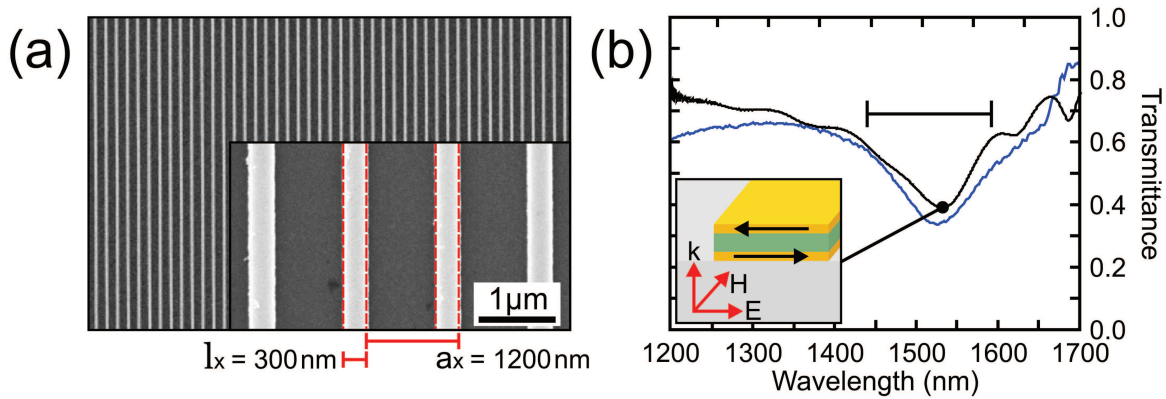 (a)
1μm
lx = 300 nm
ax = 1200 nm
(b)
1.0
0.8
0.6
0.4
0.2
0.0
Transmittance
k
H
E
1200 1300 1400 1500 1600 1700
Wavelength (nm)